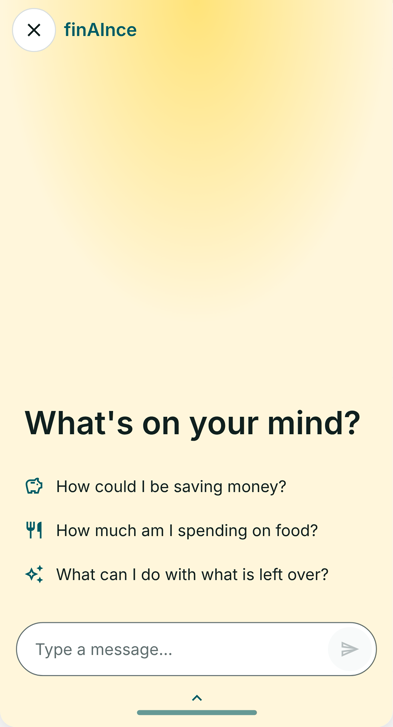 finAInce
What's on your mind?
How could I be saving money?
How much am I spending on food?
What can I do with what is left over?
Type a message...